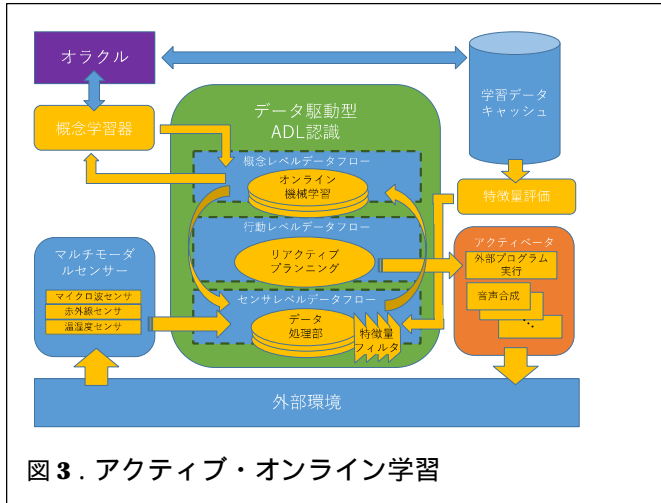 オラクル
概念学習器
データ駆動型
ADL認識
学習データ
キャッシュ
特徴量評価
概念レベルデータフロー
オンライン
機械学習
行動レベルデータフロー
リアクティブ
プランニング
センサレベルデータフロー
データ
処理部
特徴量
フィルタ
マルチモーダ
ルセンサー
マイクロ波センサ
赤外線センサ
温湿度センサ
アクティベータ
外部プログラム
実行
音声合成
外部環境
図 3 . アクティブ・オンライン学習